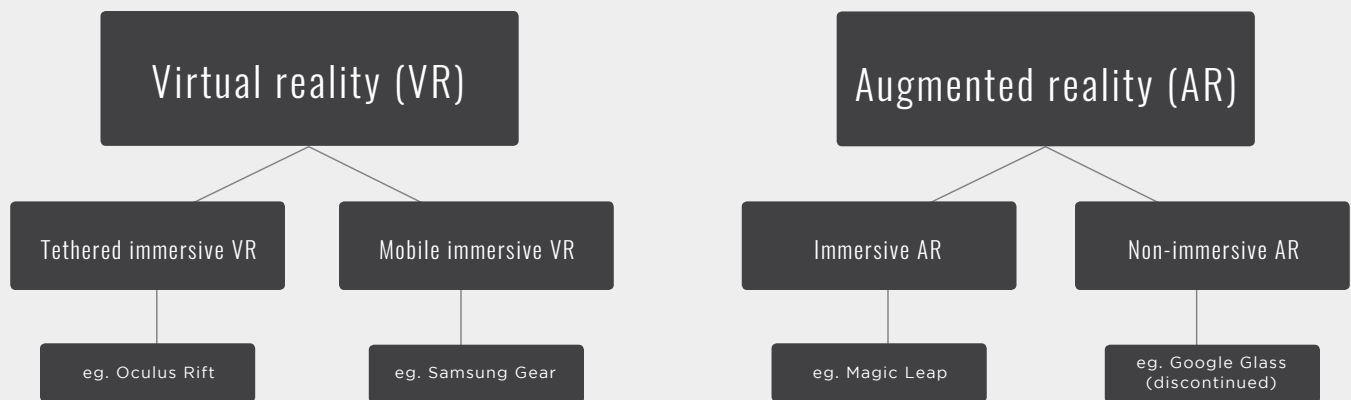 Virtual reality (VR)
Augmented reality (AR)
Tethered immersive VR
Mobile immersive VR
Immersive AR
Non-immersive AR
eg. Oculus Rift
eg. Samsung Gear
eg. Magic Leap
eg. Google Glass
(discontinued)